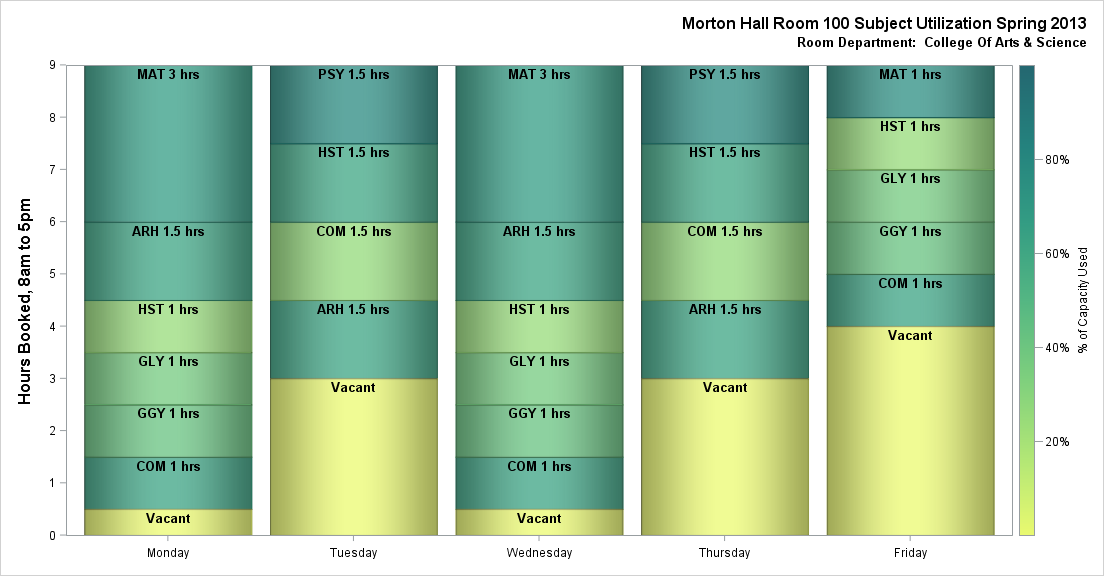 Morton Hall Room 100 Subject Utilization Spring 2013
Room Department:  College Of Arts & Science
Hours Booked, 8am to 5pm
9
8
7
6
5
4
3
2
1
0
MAT 3 hrs
ARH 1.5 hrs
HST 1 hrs
GLY 1 hrs
GGY 1 hrs
COM 1 hrs
Vacant
Monday
PSY 1.5 hrs
HST 1.5 hrs
COM 1.5 hrs
ARH 1.5 hrs
Vacant
Tuesday
MAT 3 hrs
ARH 1.5 hrs
HST 1 hrs
GLY 1 hrs
GGY 1 hrs
COM 1 hrs
Vacant
Wednesday
PSY 1.5 hrs
HST 1.5 hrs
COM 1.5 hrs
ARH 1.5 hrs
Vacant
Thursday
MAT 1 hrs
HST 1 hrs
GLY 1 hrs
GGY 1 hrs
COM 1 hrs
Vacant
Friday
80%
60%
40%
20%
% of Capacity Used